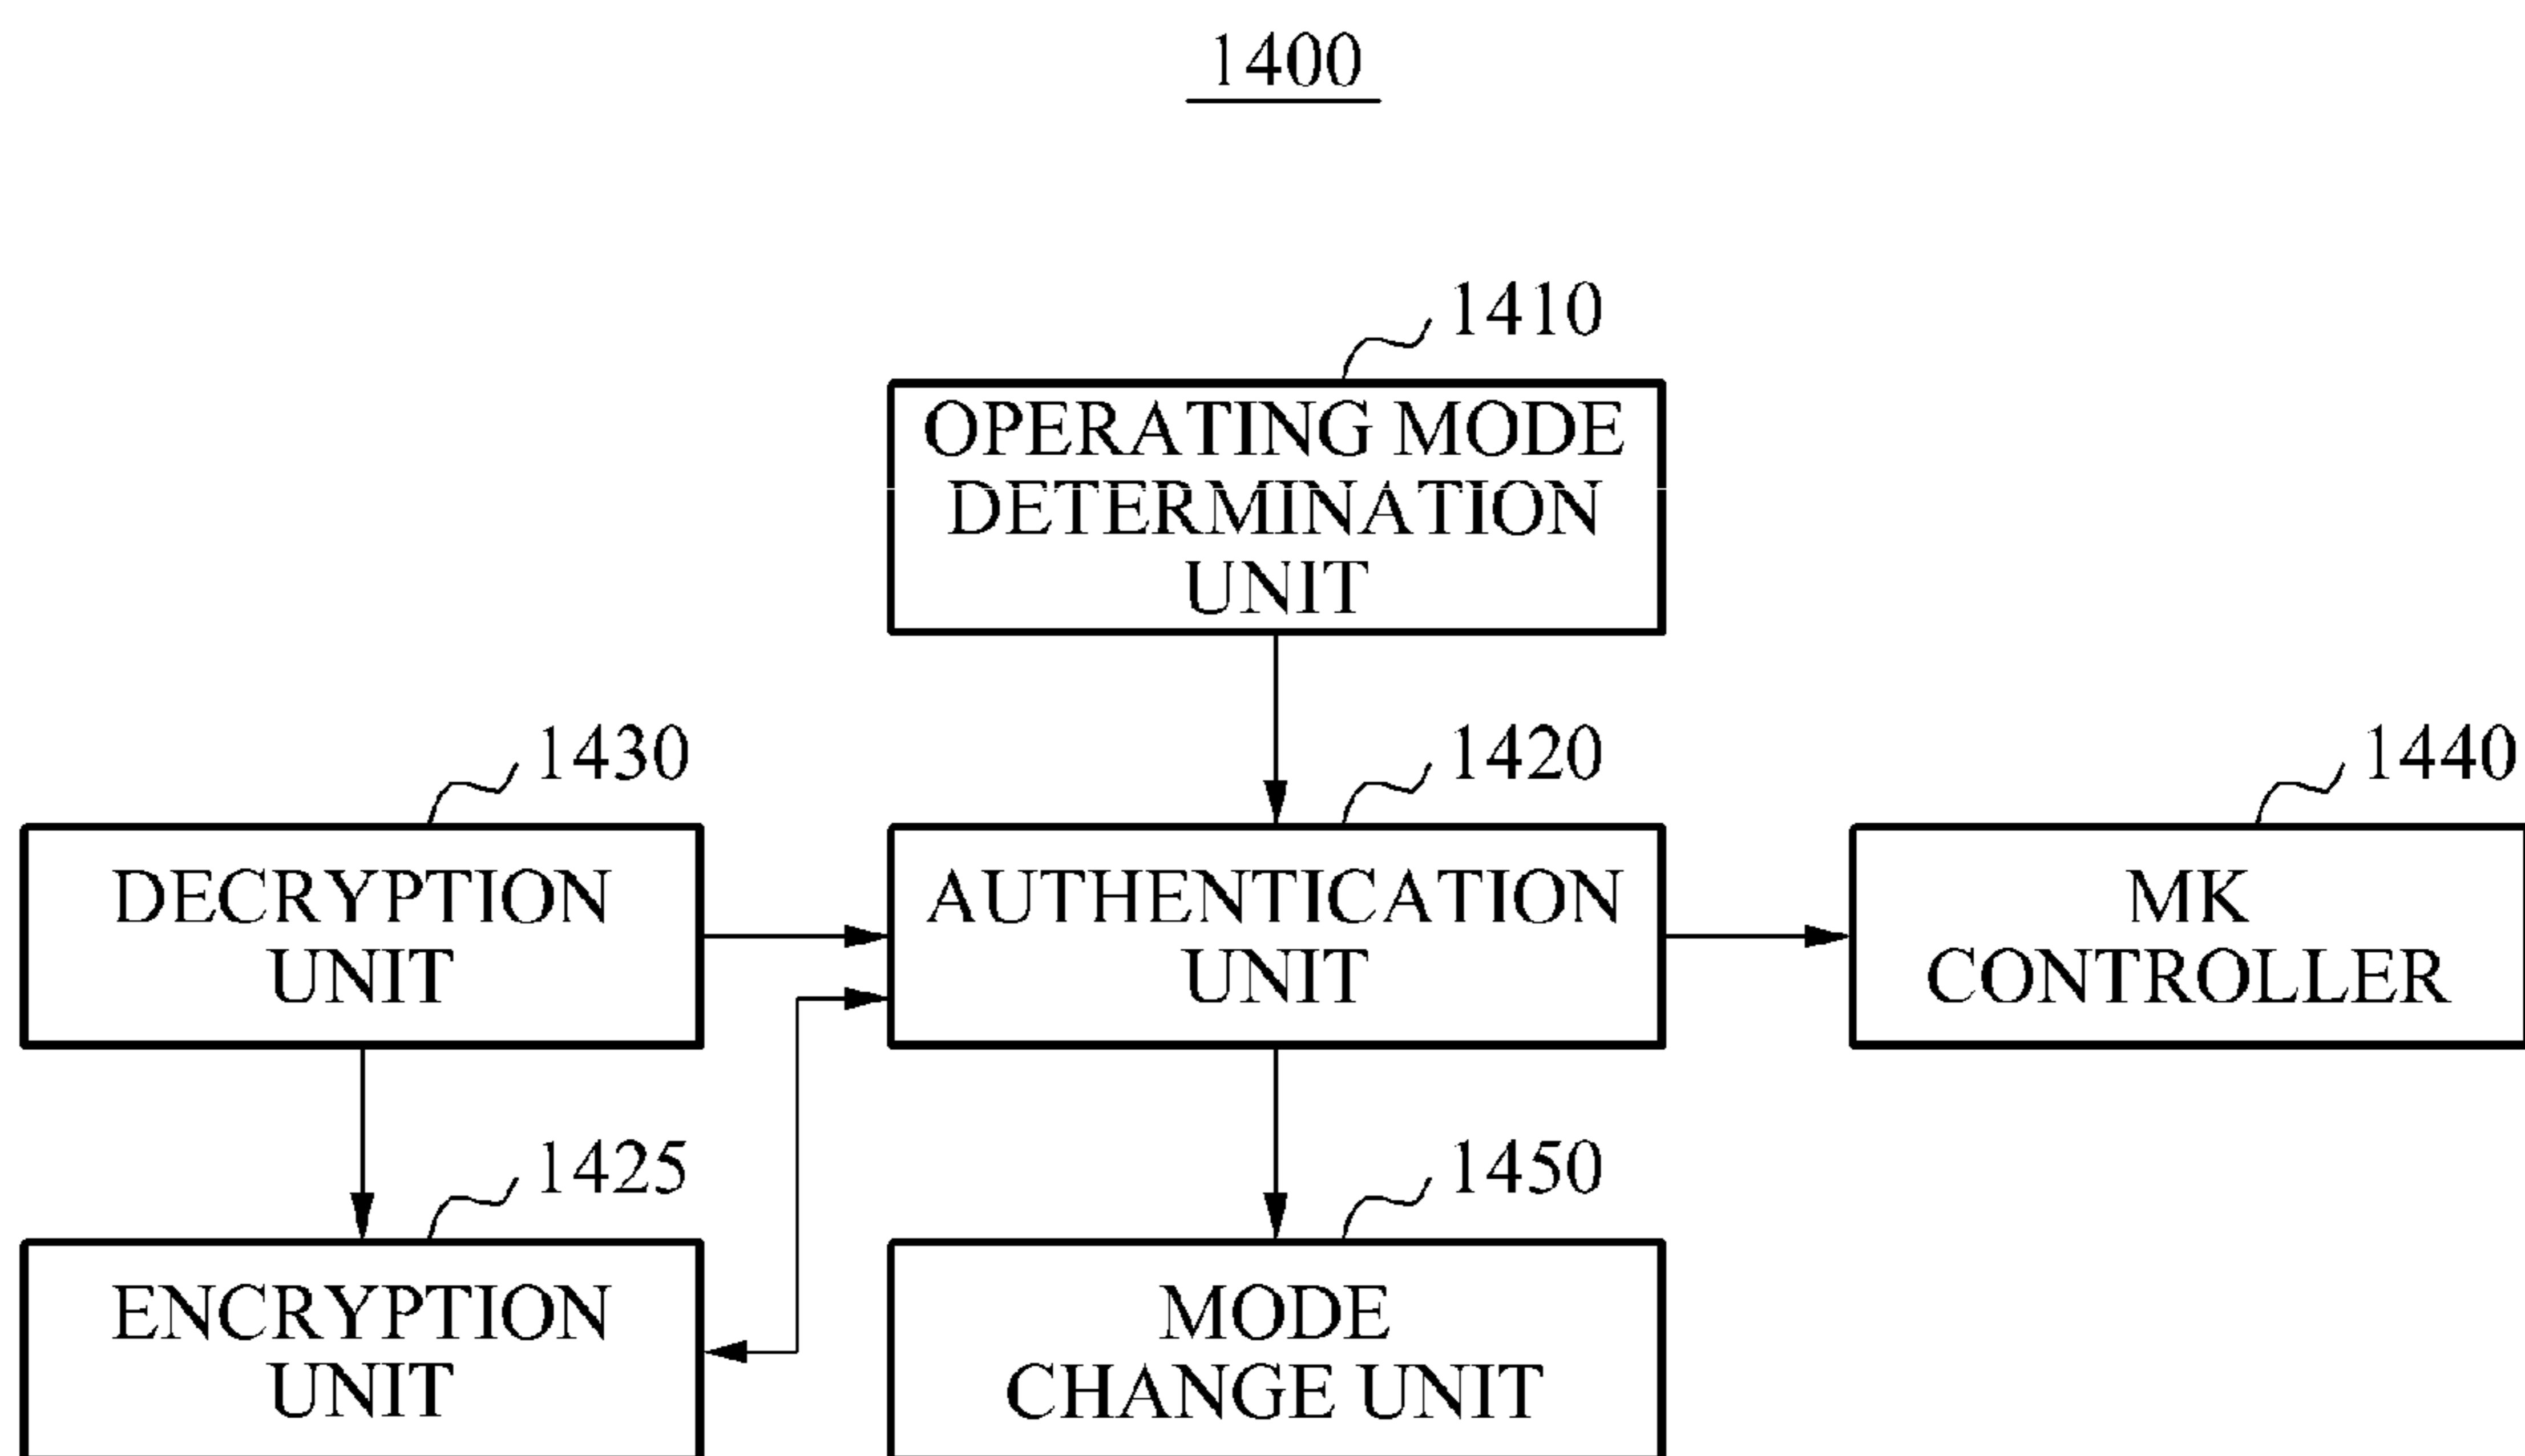 1400
1410
OPERATING MODE
DETERMINATION
UNIT
1430
DECRYPTION
UNIT
1420
AUTHENTICATION
UNIT
1440
MK
CONTROLLER
1425
ENCRYPTION
UNIT
1450
MODE
CHANGE UNIT